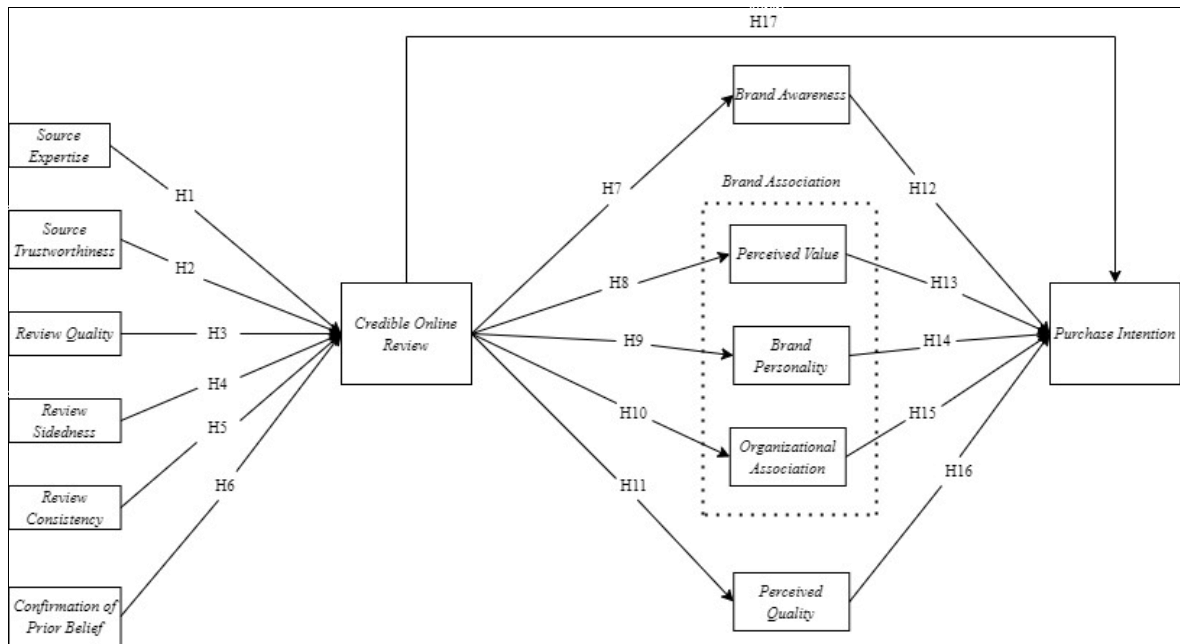 H17
Brand Awareness
Source
Expertise
H1
H7
Brand Association
H12
Source
Trustworthiness
H2
Perceived Value
H8
H13
Review Quality
H3
Credible Online
Review
H9
Brand
Personality
H14
Purchase Intention
H4
Review
Sidedness
H5
H10
Organizational
Association
H15
H6
H11
H16
Review
Consistency
Confirmation of
Prior Belief
Perceived
Quality